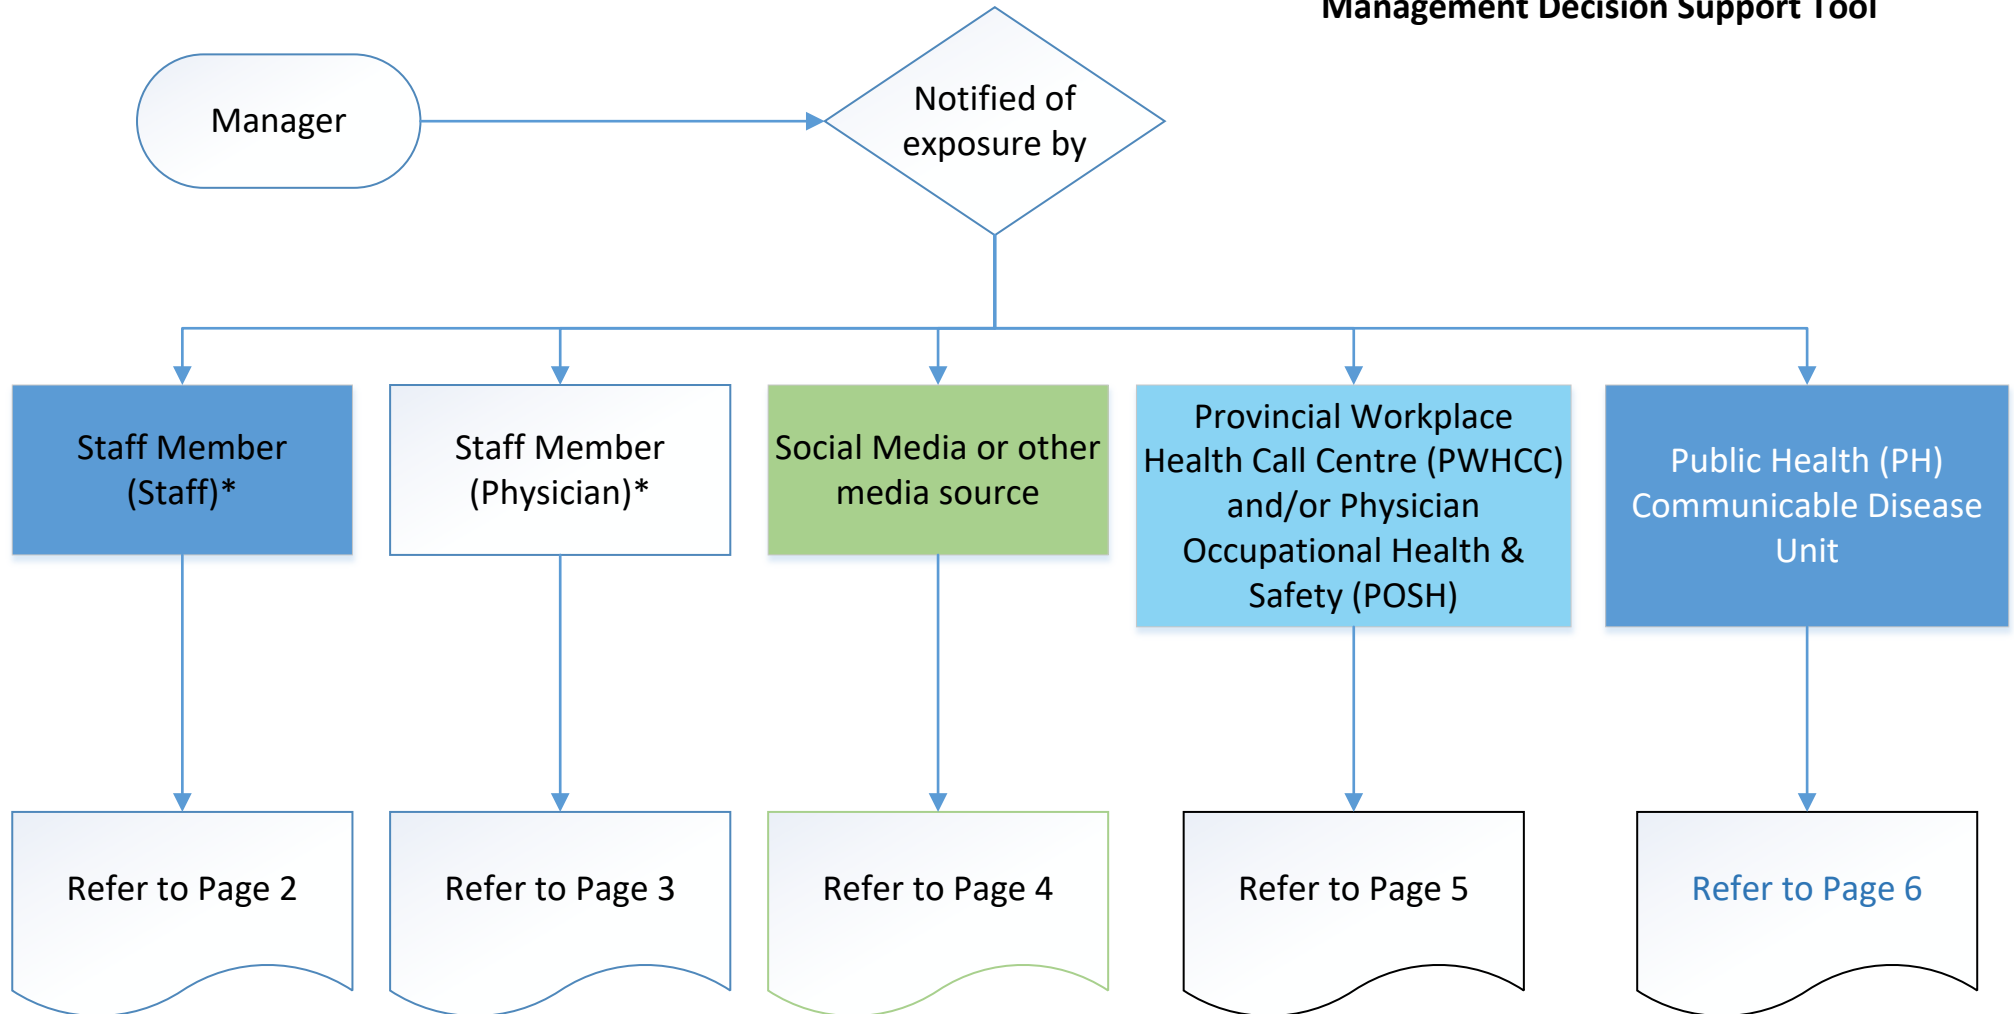 Management Decision Support Tool
Manager
Notified of
exposure by
Staff Member
(Staff)*
Staff Member
(Physician)*
Social Media or other
media source
Provincial Workplace
Health Call Centre (PWHCC)
and/or Physician
Occupational Health &
Safety (POSH)
Public Health (PH)
Communicable Disease
Unit
Refer to Page 2
Refer to Page 3
Refer to Page 4
Refer to Page 5
Refer to Page 6